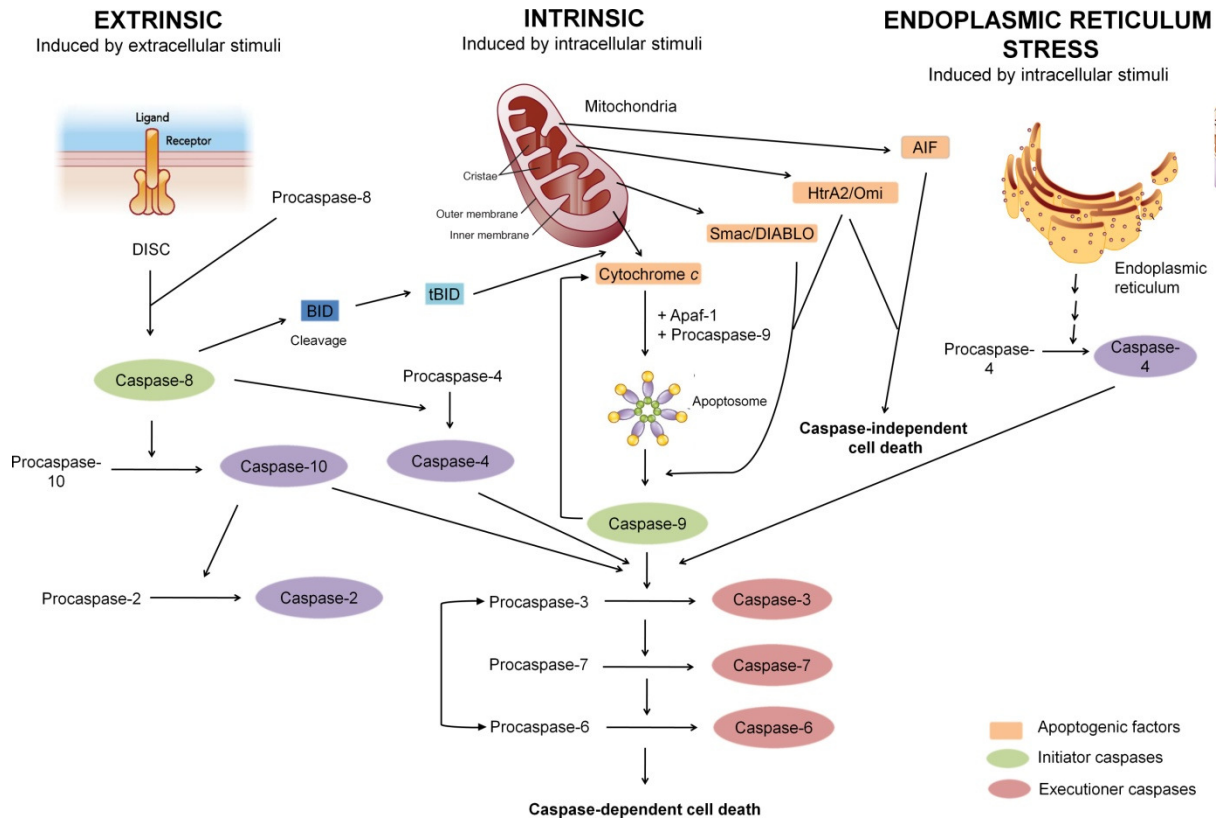 EXTRINSIC
Induced by extracellular stimuli
INTRINSIC
Induced by intracellular stimuli
ENDOPLASMIC RETICULUM
STRESS
Induced by intracellular stimuli
Ligand
Receptor
Procaspase-8
DISC
Mitochondria
Cristae
Outer membrane
Inner membrane
AIF
HtrA2/Omi
Smac/DIABLO
Cytochrome c
Endoplasmic
reticulum
BID
Cleavage
tBID
+ Apaf-1
+ Procaspase-9
Caspase-8
Procaspase-4
Apoptosome
Procaspase-
4
Caspase-
4
Caspase-independent
cell death
Procaspase-
10
Caspase-10
Caspase-4
Caspase-9
Procaspase-2
Caspase-2
Procaspase-3
Caspase-3
Procaspase-7
Caspase-7
Procaspase-6
Caspase-6
Caspase-dependent cell death
Apoptogenic factors
Initiator caspases
Executioner caspases